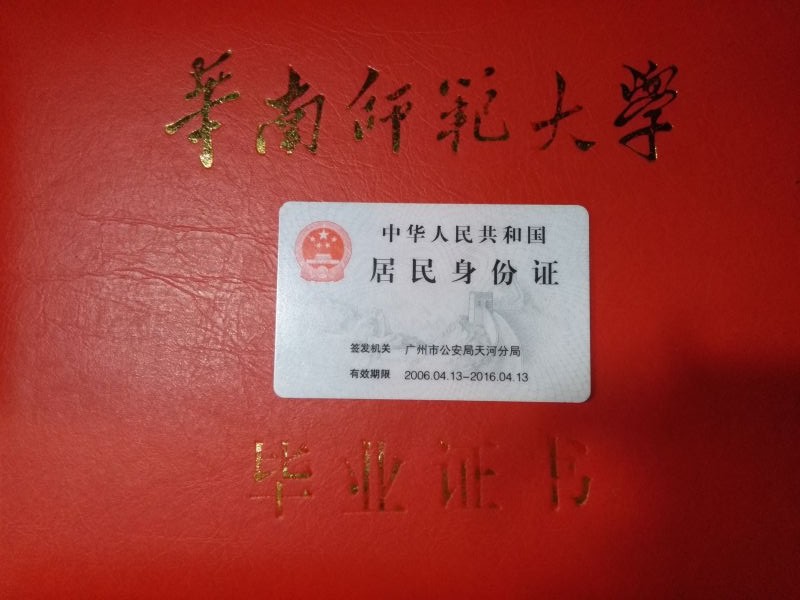 華南师範大學
中华人民共和国
居民身份证
签发机关 广州市公安局天河分局
有效期限 2006.04.13-2016.04.13
毕业证书